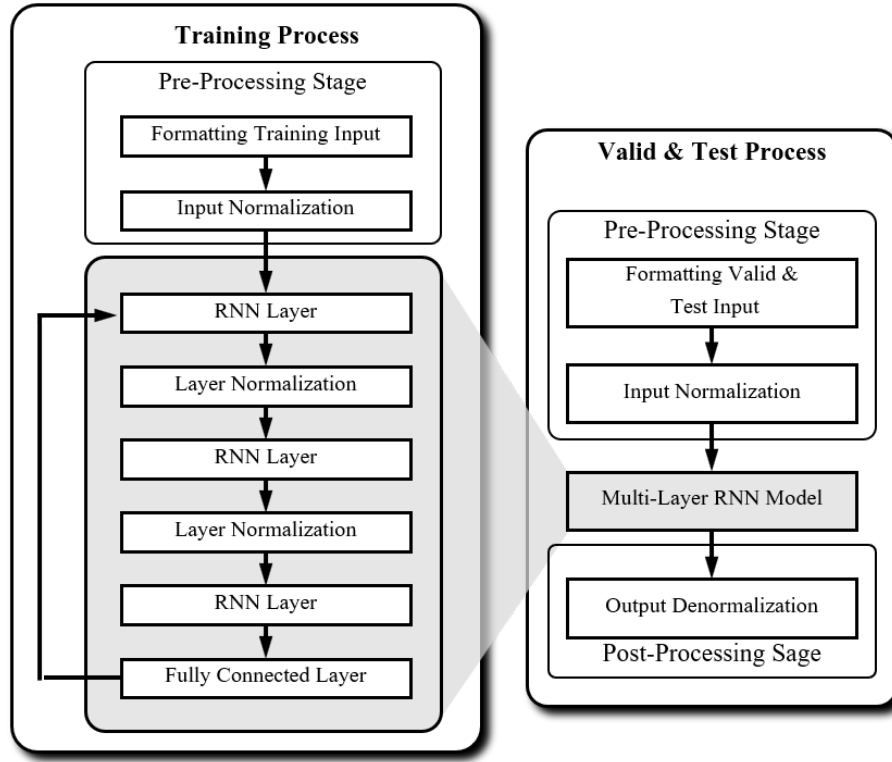 Training Process
Pre-Processing Stage
Formatting Training Input
Input Normalization
RNN Layer
Layer Normalization
RNN Layer
Layer Normalization
RNN Layer
Fully Connected Layer
Valid & Test Process
Pre-Processing Stage
Formatting Valid &
Test Input
Input Normalization
Multi-Layer RNN Model
Output Denormalization
Post-Processing Sage